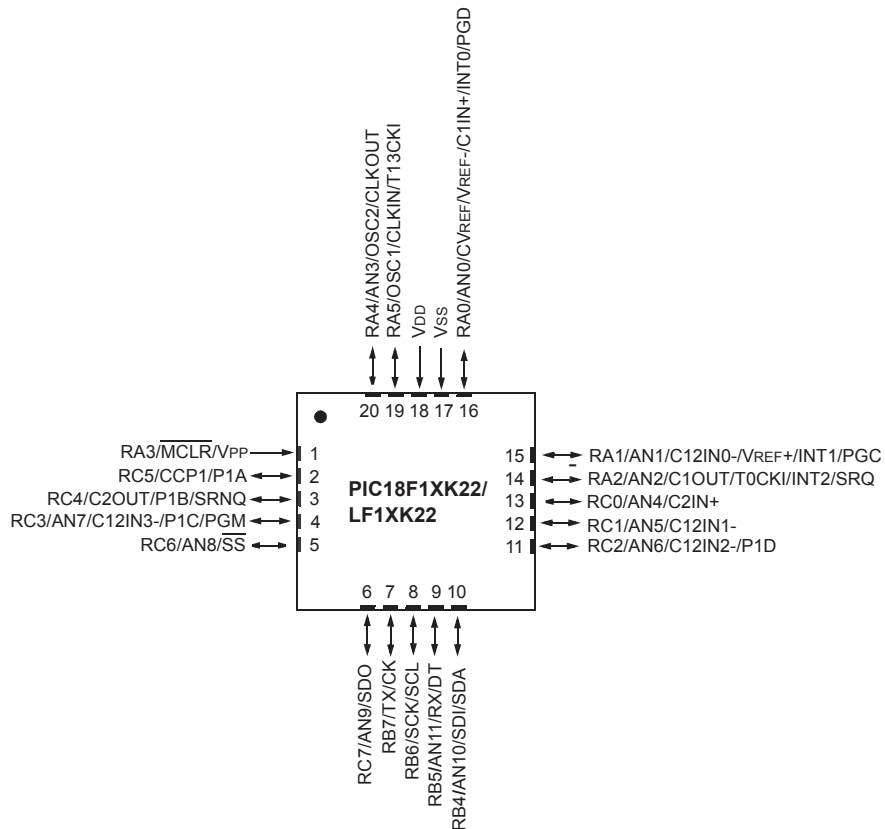 RA4/AN3/OSC2/CLKOUT
RA5/OSC1/CLKIN/T13CKI
VDD
VSS
RA0/AN0/CVREF/VREF-/C1IN+/INT0/PGD
20 19 18 17 16
RA3/MCLR/VPP 1
RC5/CCP1/P1A 2
RC4/C2OUT/P1B/SRNQ 3
RC3/AN7/C12IN3-/P1C/PGM 4
RC6/AN8/SS 5
PIC18F1XK22/
LF1XK22
15 RA1/AN1/C12IN0-/VREF+/INT1/PGC
14 RA2/AN2/C1OUT/T0CKI/INT2/SRQ
13 RC0/AN4/C2IN+
12 RC1/AN5/C12IN1-
11 RC2/AN6/C12IN2-/P1D
6 7 8 9 10
RC7/AN9/SDO
RB7/TX/CK
RB6/SCK/SCL
RB5/AN11/RX/DT
RB4/AN10/SDI/SDA